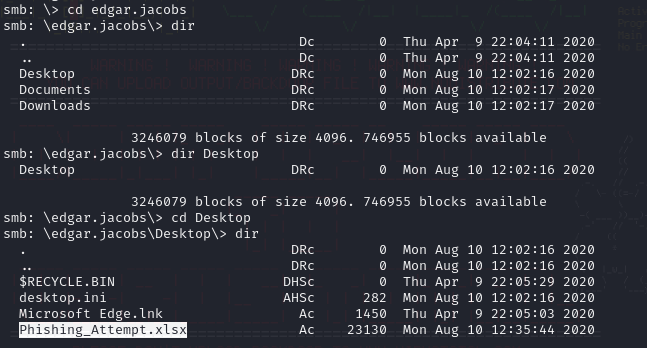 smb: \> cd edgar.jacobs
smb: \edgar.jacobs\> dir
. Dc 0 Thu Apr 9 22:04:11 2020
.. Dc 0 Thu Apr 9 22:04:11 2020
Desktop DRc 0 Mon Aug 10 12:02:16 2020
Documents DRc 0 Mon Aug 10 12:02:17 2020
Downloads DRc 0 Mon Aug 10 12:02:17 2020
3246079 blocks of size 4096. 746955 blocks available
smb: \edgar.jacobs\> dir Desktop
Desktop DRc 0 Mon Aug 10 12:02:16 2020
3246079 blocks of size 4096. 746955 blocks available
smb: \edgar.jacobs\> cd Desktop
smb: \edgar.jacobs\Desktop\> dir
. DRc 0 Mon Aug 10 12:02:16 2020
.. DRc 0 Mon Aug 10 12:02:16 2020
$RECYCLE.BIN DHSc 0 Thu Apr 9 22:05:29 2020
desktop.ini AHSc 282 Mon Aug 10 12:02:16 2020
Microsoft Edge.lnk Ac 1450 Thu Apr 9 22:05:03 2020
Phishing_Attempt.xlsx Ac 23130 Mon Aug 10 12:35:44 2020